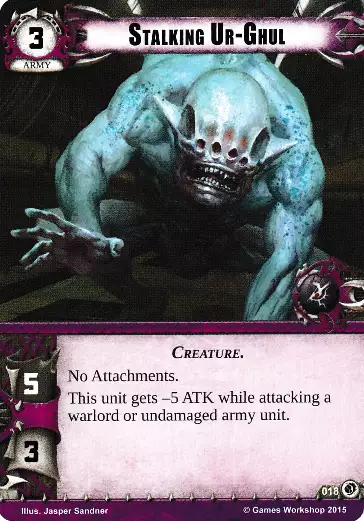 3
STALKING UR-GHUL
ARMY
CREATURE.
No Attachments.
This unit gets –5 ATK while attacking a
warlord or undamaged army unit.
5
3
018
Illus. Jasper Sandner
© Games Workshop 2015